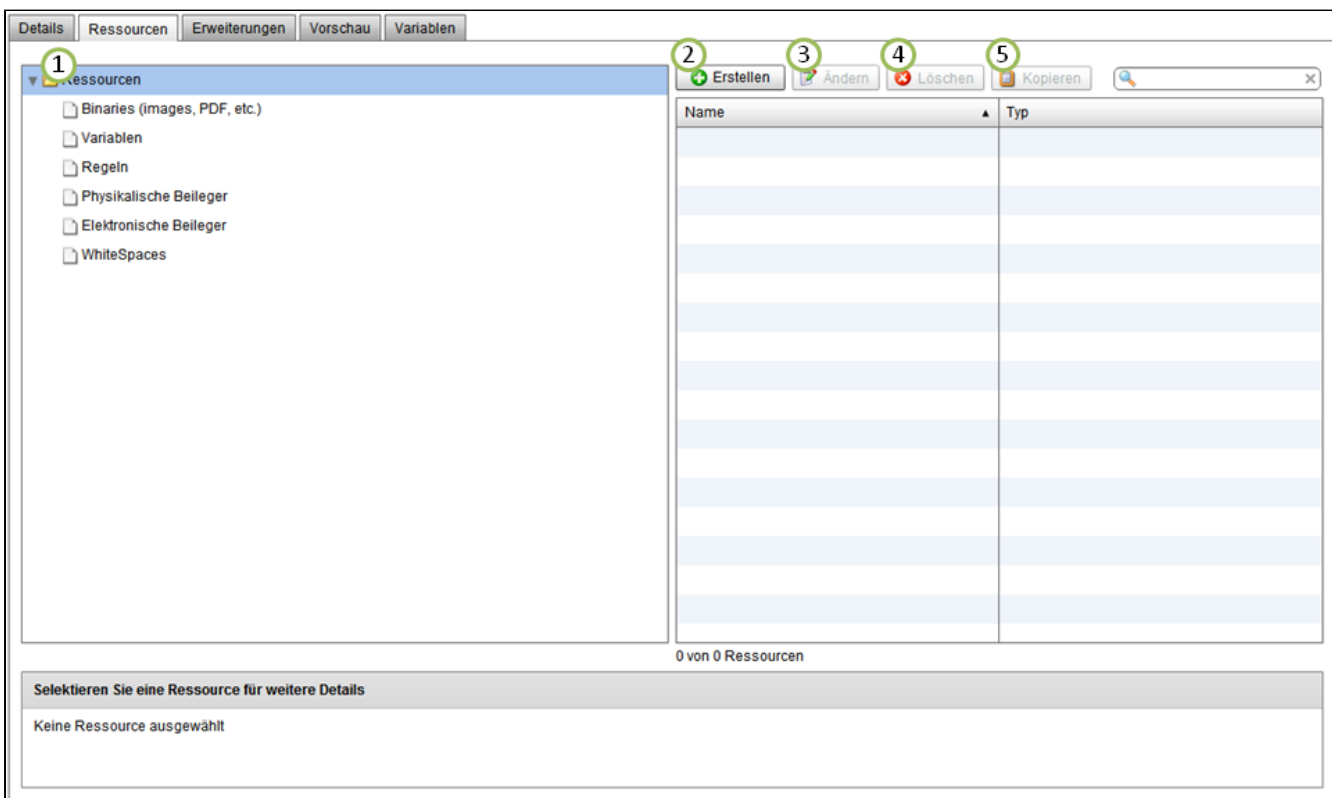 Details Ressourcen Erweiterungen Vorschau Variablen
1 2 3 4 5
Ressourcen
Erstellen Ändern Löschen Kopieren
Binaries (images, PDF, etc.)
Variablen
Regeln
Physikalische Beileger
Elektronische Beileger
WhiteSpaces
Name Typ
0 von 0 Ressourcen
Selektieren Sie eine Ressource für weitere Details
Keine Ressource ausgewählt